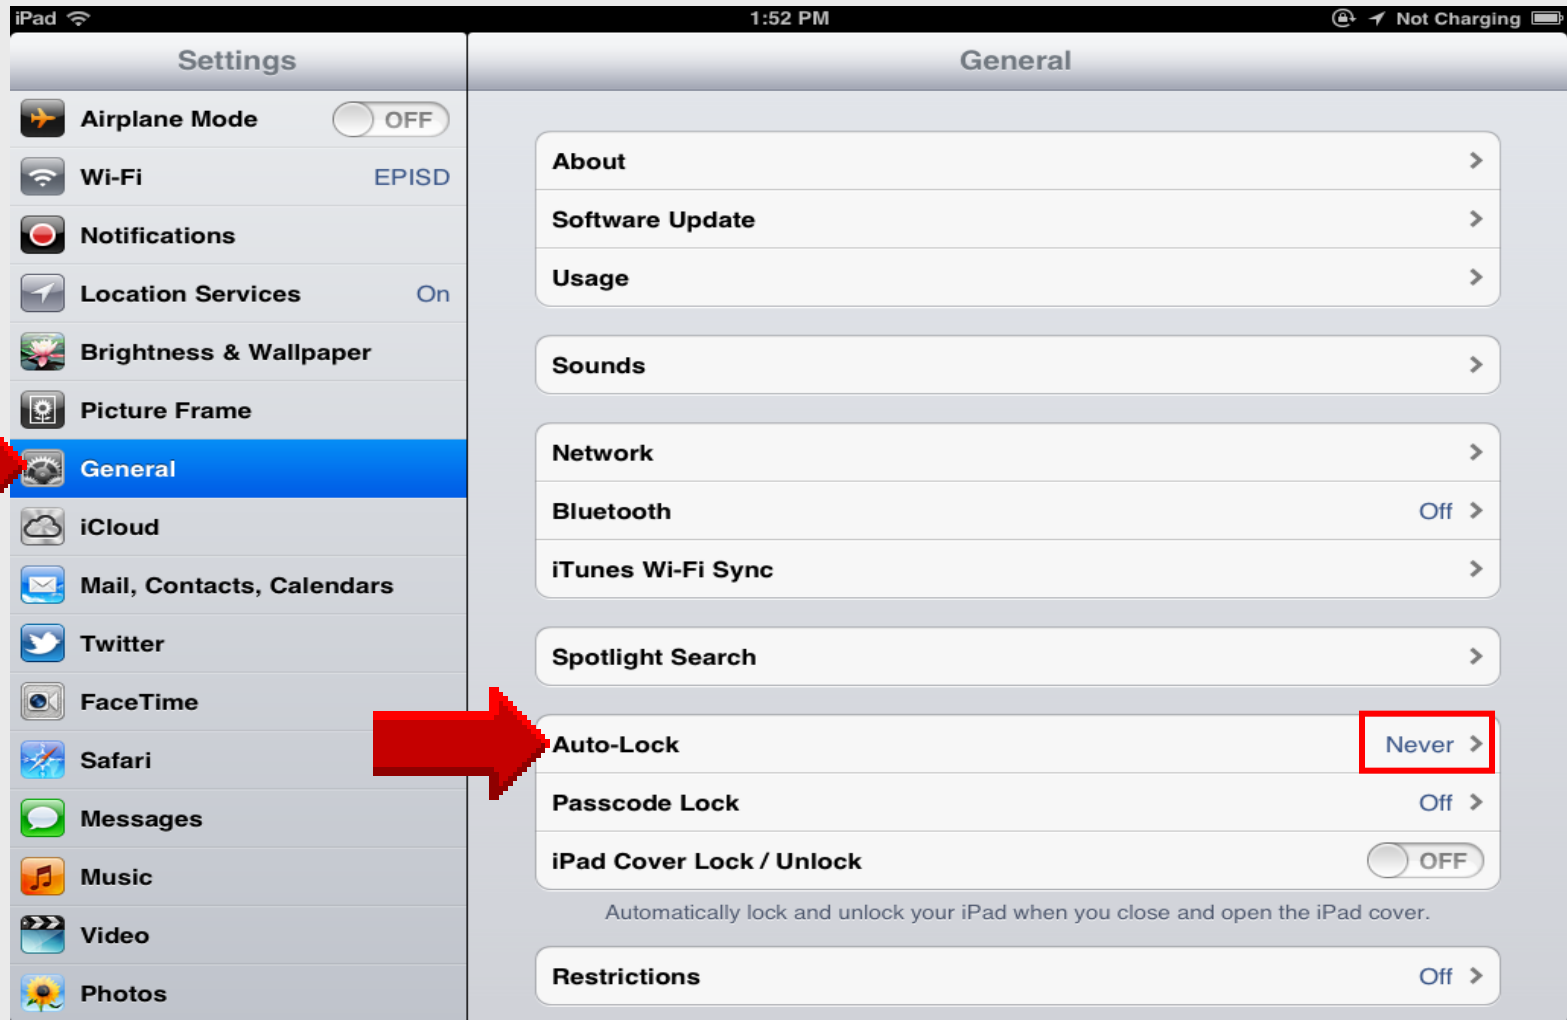 iPad 1:52 PM Not Charging
Settings
Airplane Mode OFF
Wi-Fi EPISD
Notifications
Location Services On
Brightness & Wallpaper
Picture Frame
General
iCloud
Mail, Contacts, Calendars
Twitter
FaceTime
Safari
Messages
Music
Video
Photos
General
About
Software Update
Usage
Sounds
Network
Bluetooth Off
iTunes Wi-Fi Sync
Spotlight Search
Auto-Lock Never
Passcode Lock Off
iPad Cover Lock / Unlock OFF
Automatically lock and unlock your iPad when you close and open the iPad cover.
Restrictions Off